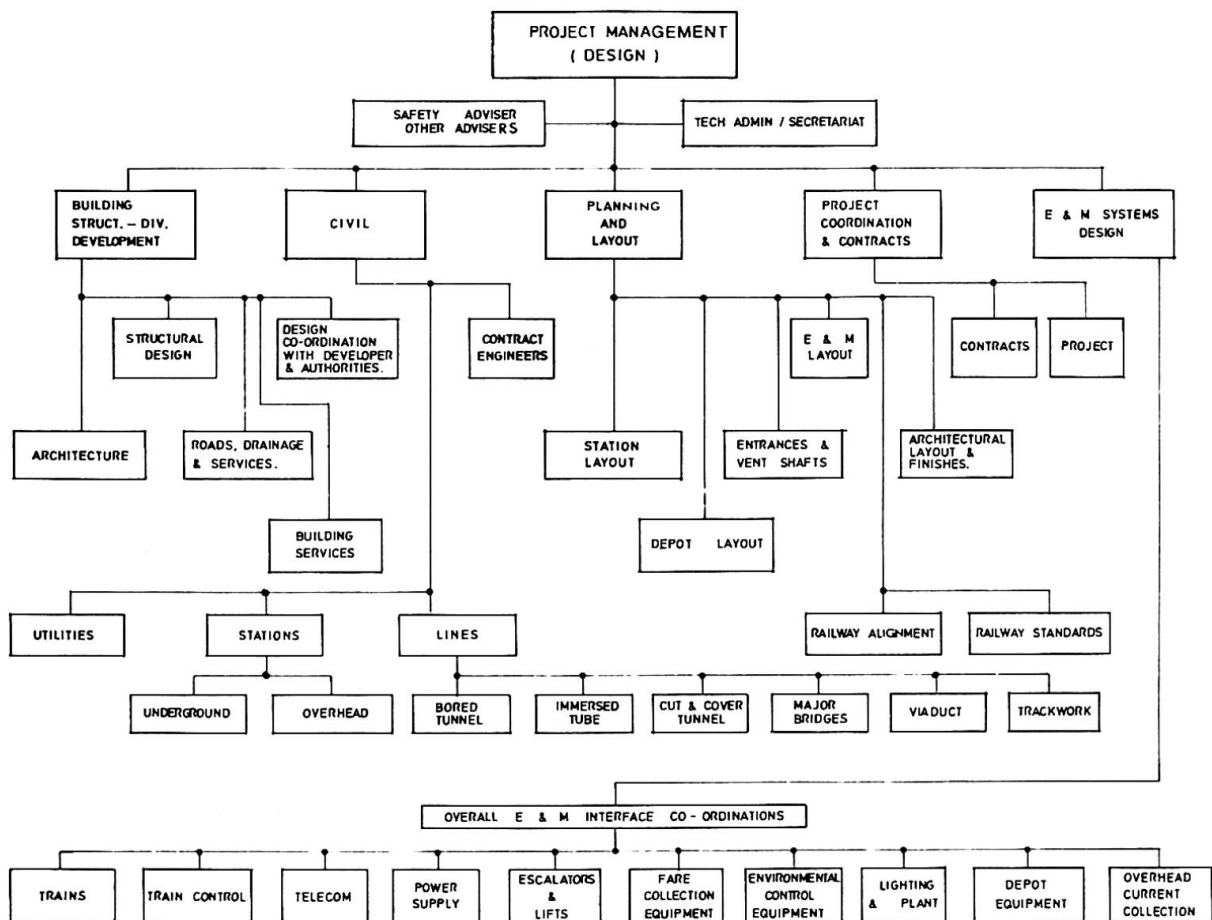 PROJECT MANAGEMENT
( DESIGN )
SAFETY ADVISER
OTHER ADVISERS
TECH ADMIN / SECRETARIAT
BUILDING
STRUCT. - DIV.
DEVELOPMENT
CIVIL
PLANNING
AND
LAYOUT
PROJECT
COORDINATION
& CONTRACTS
E & M SYSTEMS
DESIGN
STRUCTURAL
DESIGN
DESIGN
CO-ORDINATION
WITH DEVELOPER
& AUTHORITIES.
CONTRACT
ENGINEERS
E & M
LAYOUT
CONTRACTS
PROJECT
ARCHITECTURE
ROADS, DRAINAGE
& SERVICES.
STATION
LAYOUT
ENTRANCES &
VENT SHAFTS
ARCHITECTURAL
LAYOUT &
FINISHES.
BUILDING
SERVICES
DEPOT LAYOUT
UTILITIES
STATIONS
LINES
RAILWAY ALIGNMENT
RAILWAY STANDARDS
UNDERGROUND
OVERHEAD
BORED
TUNNEL
IMMERSED
TUBE
CUT & COVER
TUNNEL
MAJOR
BRIDGES
VIADUCT
TRACKWORK
OVERALL E & M INTERFACE CO-ORDINATIONS
TRAINS
TRAIN CONTROL
TELECOM
POWER
SUPPLY
ESCALATORS
&
LIFTS
FARE
COLLECTION
EQUIPMENT
ENVIRONMENTAL
CONTROL
EQUIPMENT
LIGHTING
& PLANT
DEPOT
EQUIPMENT
OVERHEAD
CURRENT
COLLECTION